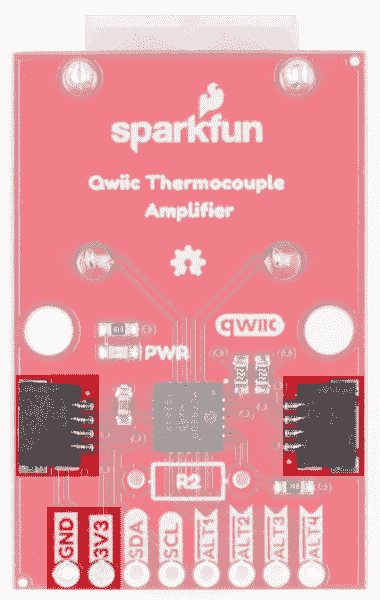 sparkfun
Qwiic Thermocouple
Amplifier
qwiic
PWR
R2
GND
3V3
SDA
SCL
ALT1
ALT2
ALT3
ALT4